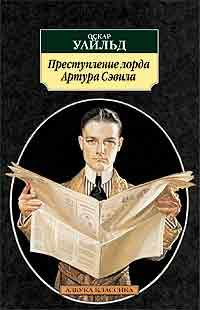 ОСКАР
УАЙЛЬД
Преступление лорда
Артура Сэвила
АЗБУКА-КЛАССИКА